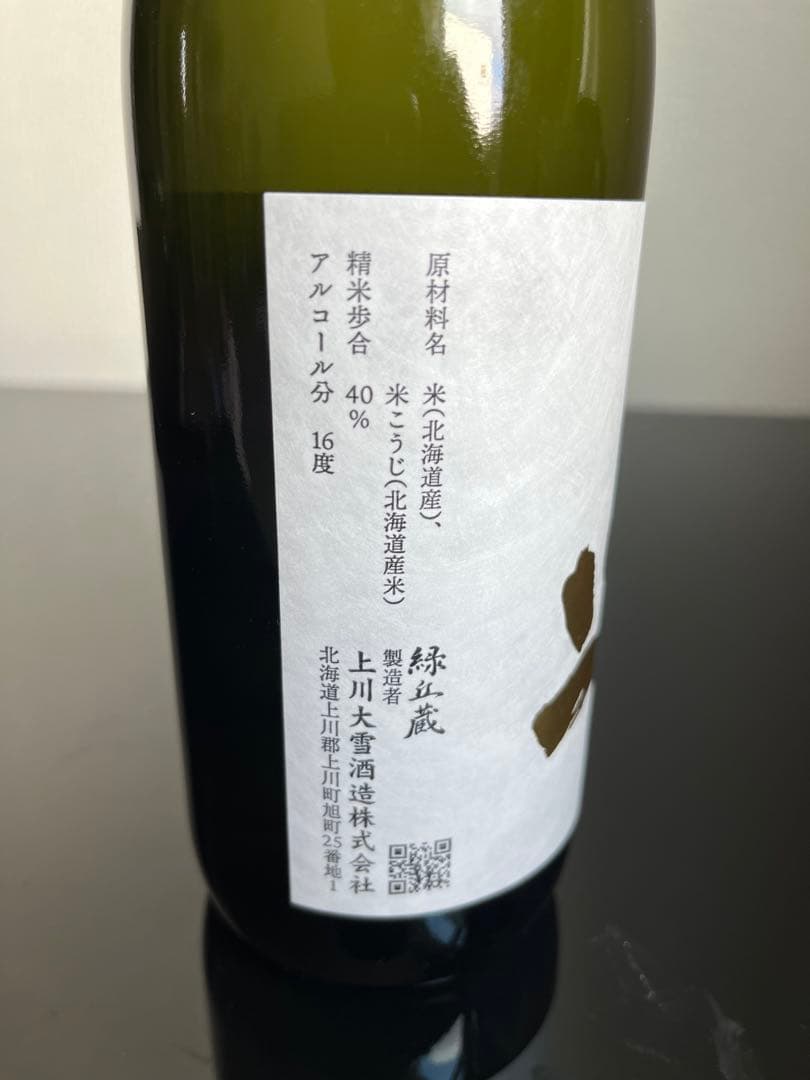 原材料名　米(北海道産)、
米こうじ(北海道産米)
精米歩合　40%
アルコール分　16度
緑丘蔵
製造者
上川大雪酒造株式会社
北海道上川郡上川町旭町25番地1